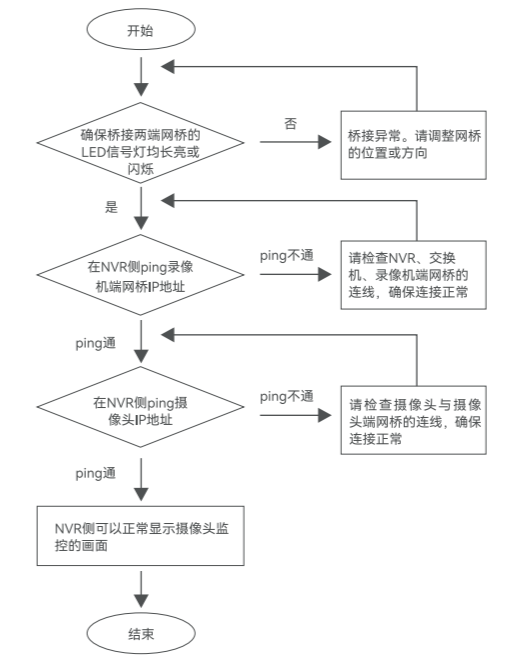 开始
确保桥接两端网桥的
LED信号灯均长亮或
闪烁
否
桥接异常。请调整网桥
的位置或方向
是
在NVR侧ping录像
机端网桥IP地址
ping不通
请检查NVR、交换
机、录像机端网桥的
连线，确保连接正常
ping通
在NVR侧ping摄
像头IP地址
ping不通
请检查摄像头与摄像
头端网桥的连线，确保
连接正常
ping通
NVR侧可以正常显示摄像头监
控的画面
结束